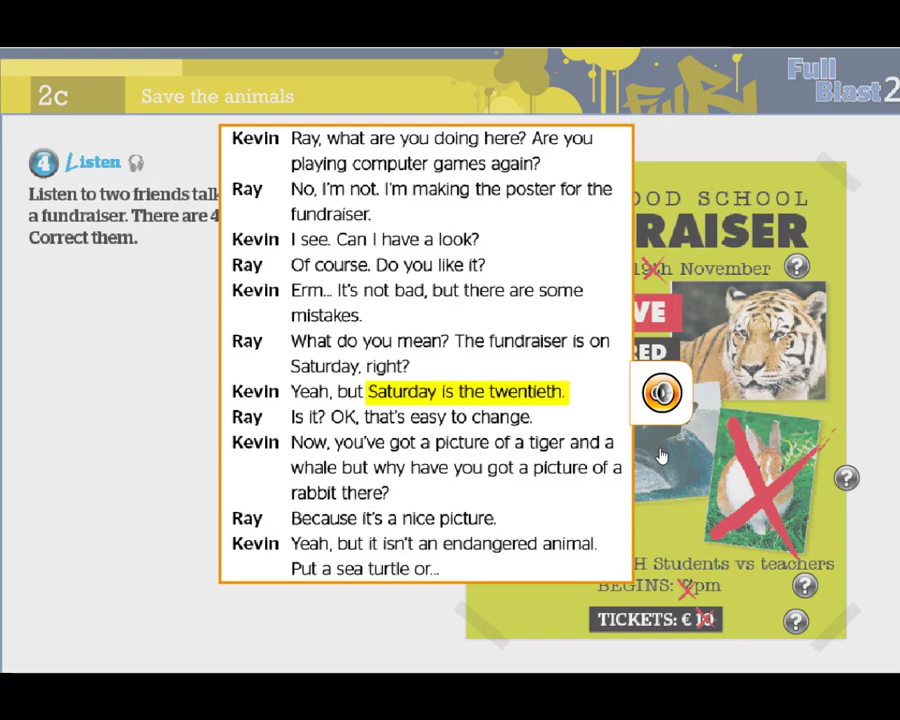 Full
Blast 2
2c
Save the animals
4 Listen
Listen to two friends talk
a fundraiser. There are 4
Correct them.
Kevin Ray, what are you doing here? Are you
playing computer games again?
Ray No, I'm not. I'm making the poster for the
fundraiser.
Kevin I see. Can I have a look?
Ray Of course. Do you like it?
Kevin Erm... It's not bad, but there are some
mistakes.
Ray What do you mean? The fundraiser is on
Saturday, right?
Kevin Yeah, but Saturday is the twentieth.
Ray Is it? OK, that's easy to change.
Kevin Now, you've got a picture of a tiger and a
whale but why have you got a picture of a
rabbit there?
Ray Because it's a nice picture.
Kevin Yeah, but it isn't an endangered animal.
Put a sea turtle or...
OOD SCHOOL
RAISER
19th November
?
VE
RED
?
H Students vs teachers
BEGINS: pm
?
TICKETS: € 10
?